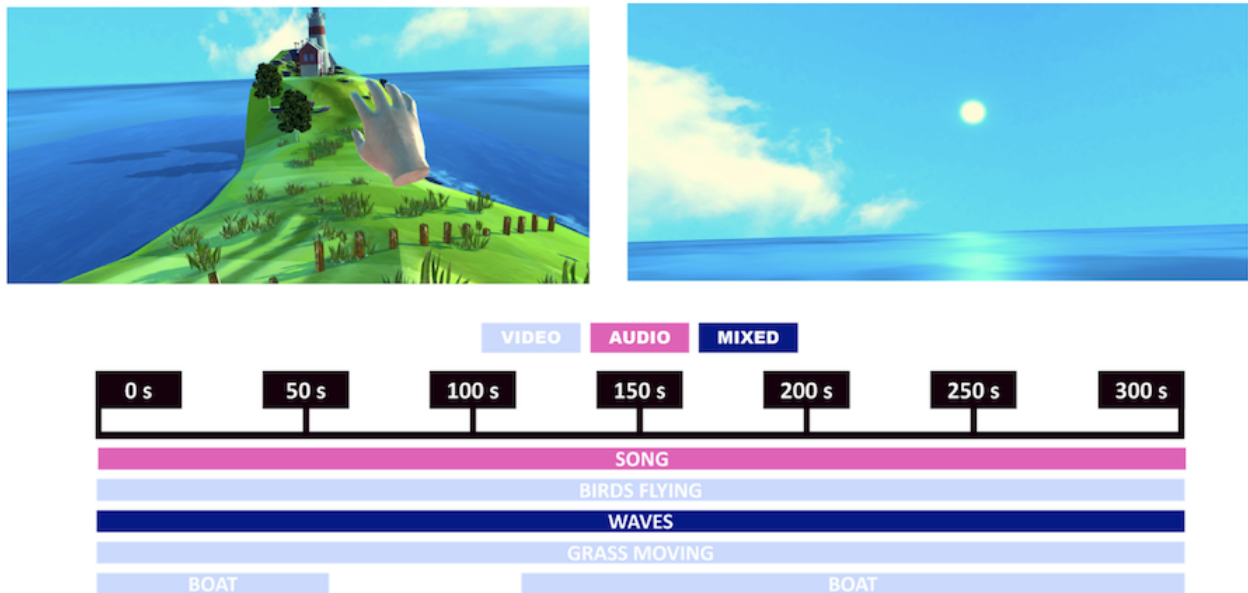 VIDEO AUDIO MIXED
0 s 50 s 100 s 150 s 200 s 250 s 300 s
SONG
BIRDS FLYING
WAVES
GRASS MOVING
BOAT BOAT